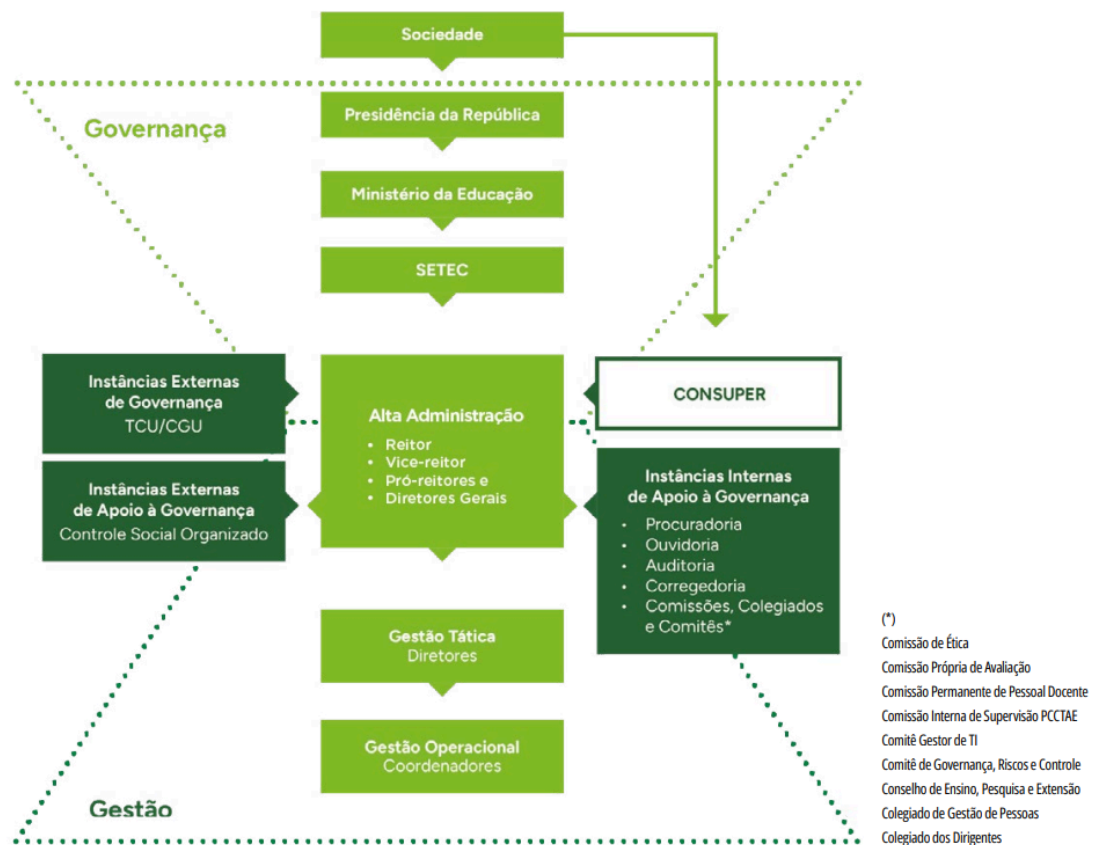 Sociedade
Governança
Presidência da República
Ministério da Educação
SETEC
Instâncias Externas
de Governança
TCU/CGU
Instâncias Externas
de Apoio à Governança
Controle Social Organizado
Alta Administração
• Reitor
• Vice-reitor
• Pró-reitores e
• Diretores Gerais
CONSUPER
Instâncias Internas
de Apoio à Governança
• Procuradoria
• Ouvidoria
• Auditoria
• Corregedoria
• Comissões, Colegiados
e Comitês*
Gestão Tática
Diretores
Gestão Operacional
Coordenadores
Gestão
(*)
Comissão de Ética
Comissão Própria de Avaliação
Comissão Permanente de Pessoal Docente
Comissão Interna de Supervisão PCCTAE
Comitê Gestor de TI
Comitê de Governança, Riscos e Controle
Conselho de Ensino, Pesquisa e Extensão
Colegiado de Gestão de Pessoas
Colegiado dos Dirigentes